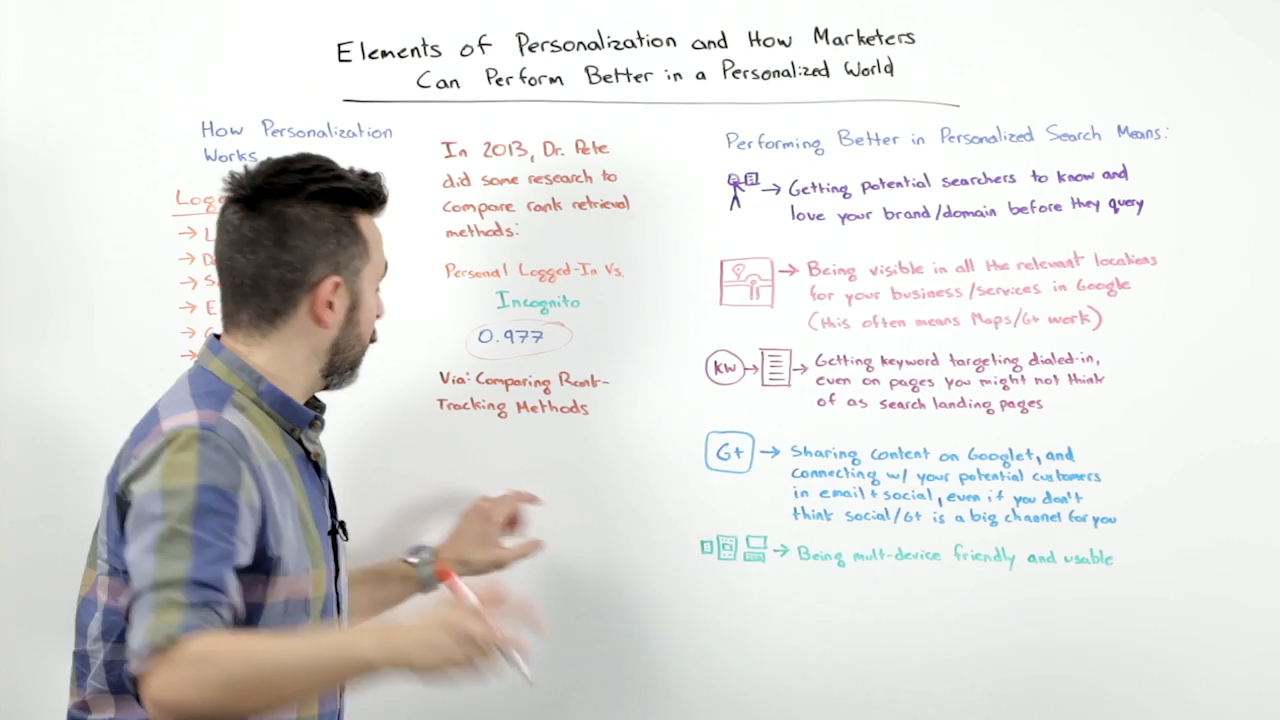 Elements of Personalization and How Marketers
Can Perform Better in a Personalized World
How Personalization
Works
In 2013, Dr. Pete
did some research to
compare rank retrieval
methods:
Personal Logged-In Vs.
Incognito
0.977
Via: Comparing Rank-
Tracking Methods
Performing Better in Personalized Search Means:
→ Getting potential searchers to know and
love your brand/domain before they query
→ Being visible in all the relevant locations
for your business/services in Google
(this often means Maps/G+ work)
KW → → Getting keyword targeting dialed-in,
even on pages you might not think
of as search landing pages
G+ → Sharing content on Google+, and
connecting w/ your potential customers
in email + social, even if you don't
think social/G+ is a big channel for you
→ Being mult-device friendly and usable